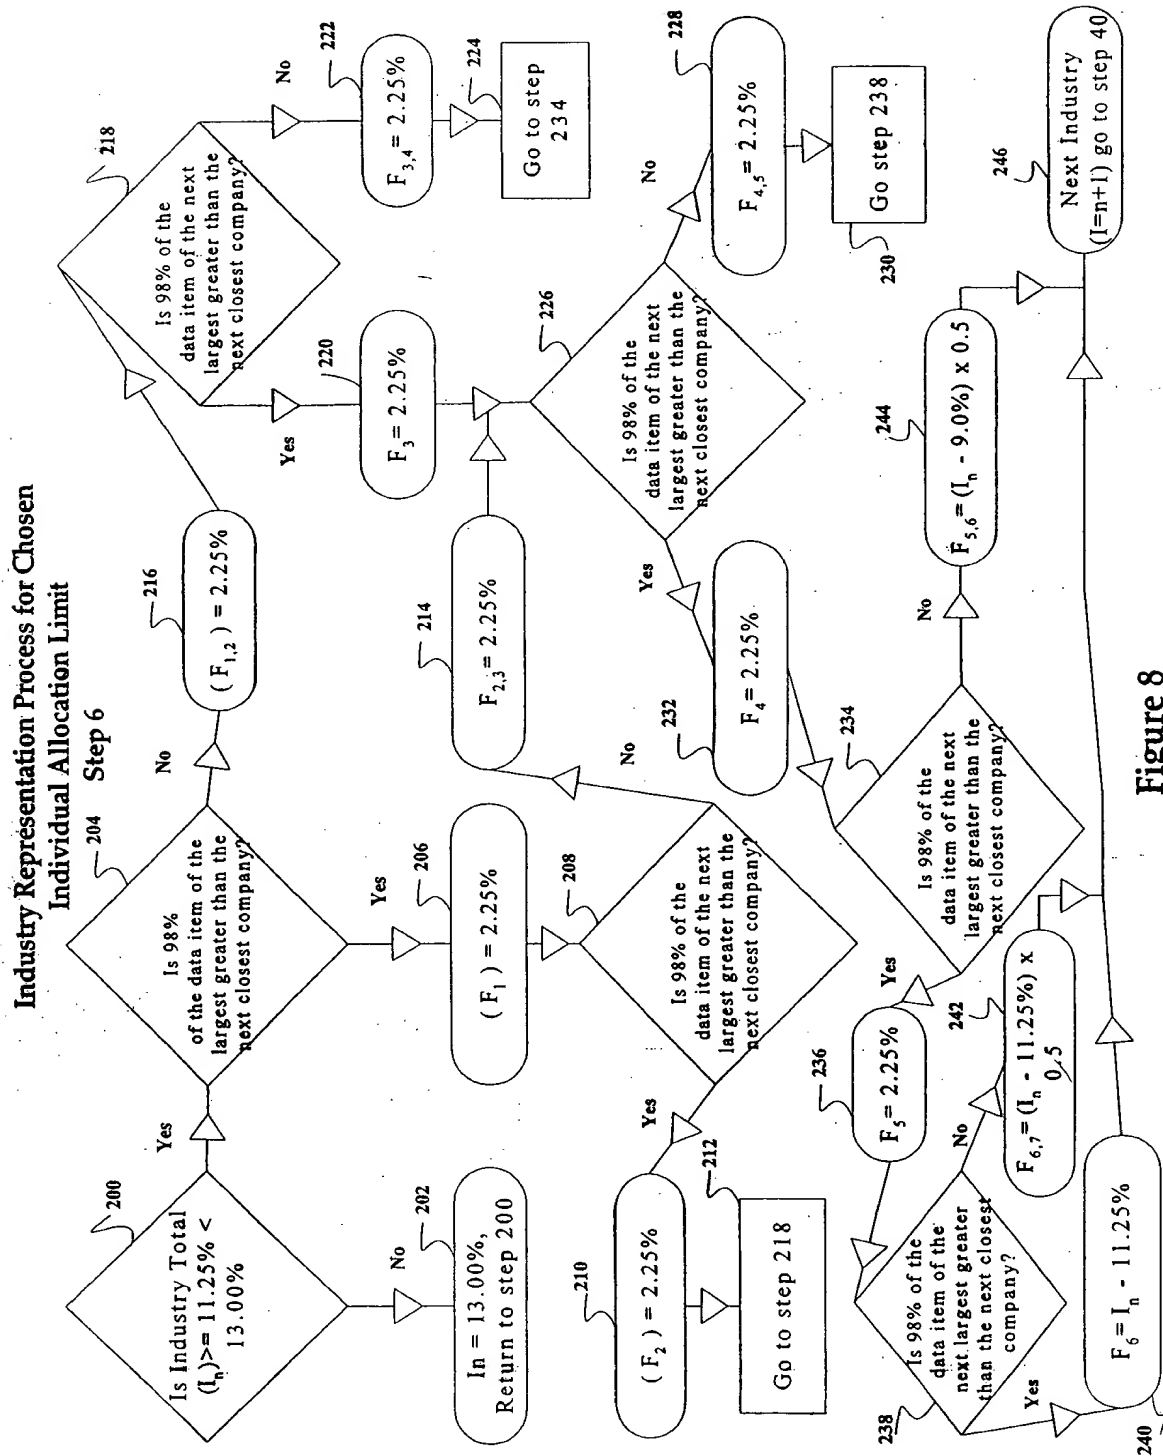 Industry Representation Process for Chosen
Individual Allocation Limit
Step 6
200
Is Industry Total
(Iₙ)>= 11.25% <
13.00%
Yes
No
202
In = 13.00%,
Return to step 200
204
Is 98%
of the data item of the
largest greater than the
next closest company?
No
Yes
206
(F₁) = 2.25%
208
Is 98% of the
data item of the next
largest greater than the
next closest company?
Yes
No
210
(F₂) = 2.25%
212
Go to step 218
214
F₂,₃ = 2.25%
216
(F₁,₂) = 2.25%
218
Is 98% of the
data item of the next
largest greater than the
next closest company?
Yes
No
220
F₃ = 2.25%
222
F₃,₄ = 2.25%
224
Go to step
234
226
Is 98% of the
data item of the next
largest greater than the
next closest company?
Yes
No
228
F₄,₅ = 2.25%
230
Go step 238
232
F₄ = 2.25%
234
Is 98% of the
data item of the next
largest greater than the
next closest company?
Yes
No
236
F₅ = 2.25%
238
Is 98% of the
data item of the
next largest greater
than the next closest
company?
Yes
No
240
F₆ = Iₙ - 11.25%
242
F₆,₇ = (Iₙ - 11.25%) x
0.5
244
F₅,₆ = (Iₙ - 9.0%) x 0.5
246
Next Industry
(I=n+1) go to step 40
Figure 8